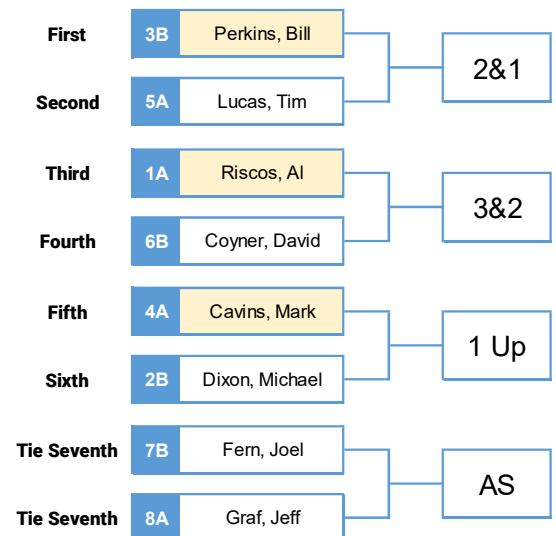 First 3B Perkins, Bill
2&1
Second 5A Lucas, Tim
Third 1A Riscos, Al
3&2
Fourth 6B Coyner, David
Fifth 4A Cavins, Mark
1 Up
Sixth 2B Dixon, Michael
Tie Seventh 7B Fern, Joel
AS
Tie Seventh 8A Graf, Jeff